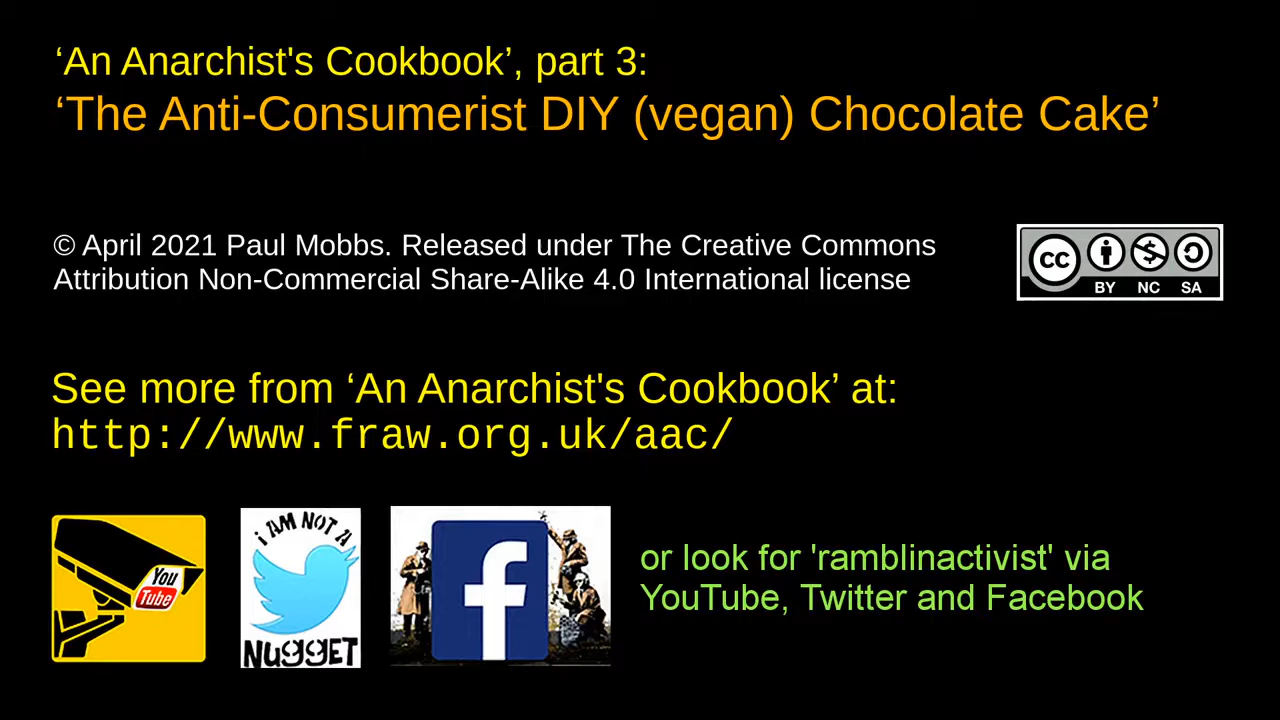 ‘An Anarchist's Cookbook’, part 3:
‘The Anti-Consumerist DIY (vegan) Chocolate Cake’
© April 2021 Paul Mobbs. Released under The Creative Commons
Attribution Non-Commercial Share-Alike 4.0 International license
cc
BY NC SA
See more from ‘An Anarchist's Cookbook’ at:
http://www.fraw.org.uk/aac/
You
Tube
i AM NOT A
NuggET
f
or look for 'ramblinactivist' via
YouTube, Twitter and Facebook